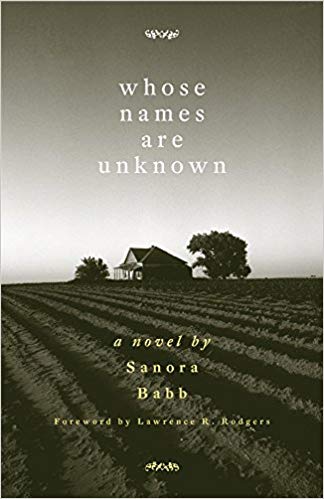 whose
names
are
unknown
a novel by
Sanora
Babb
Foreword by Lawrence R. Rodgers